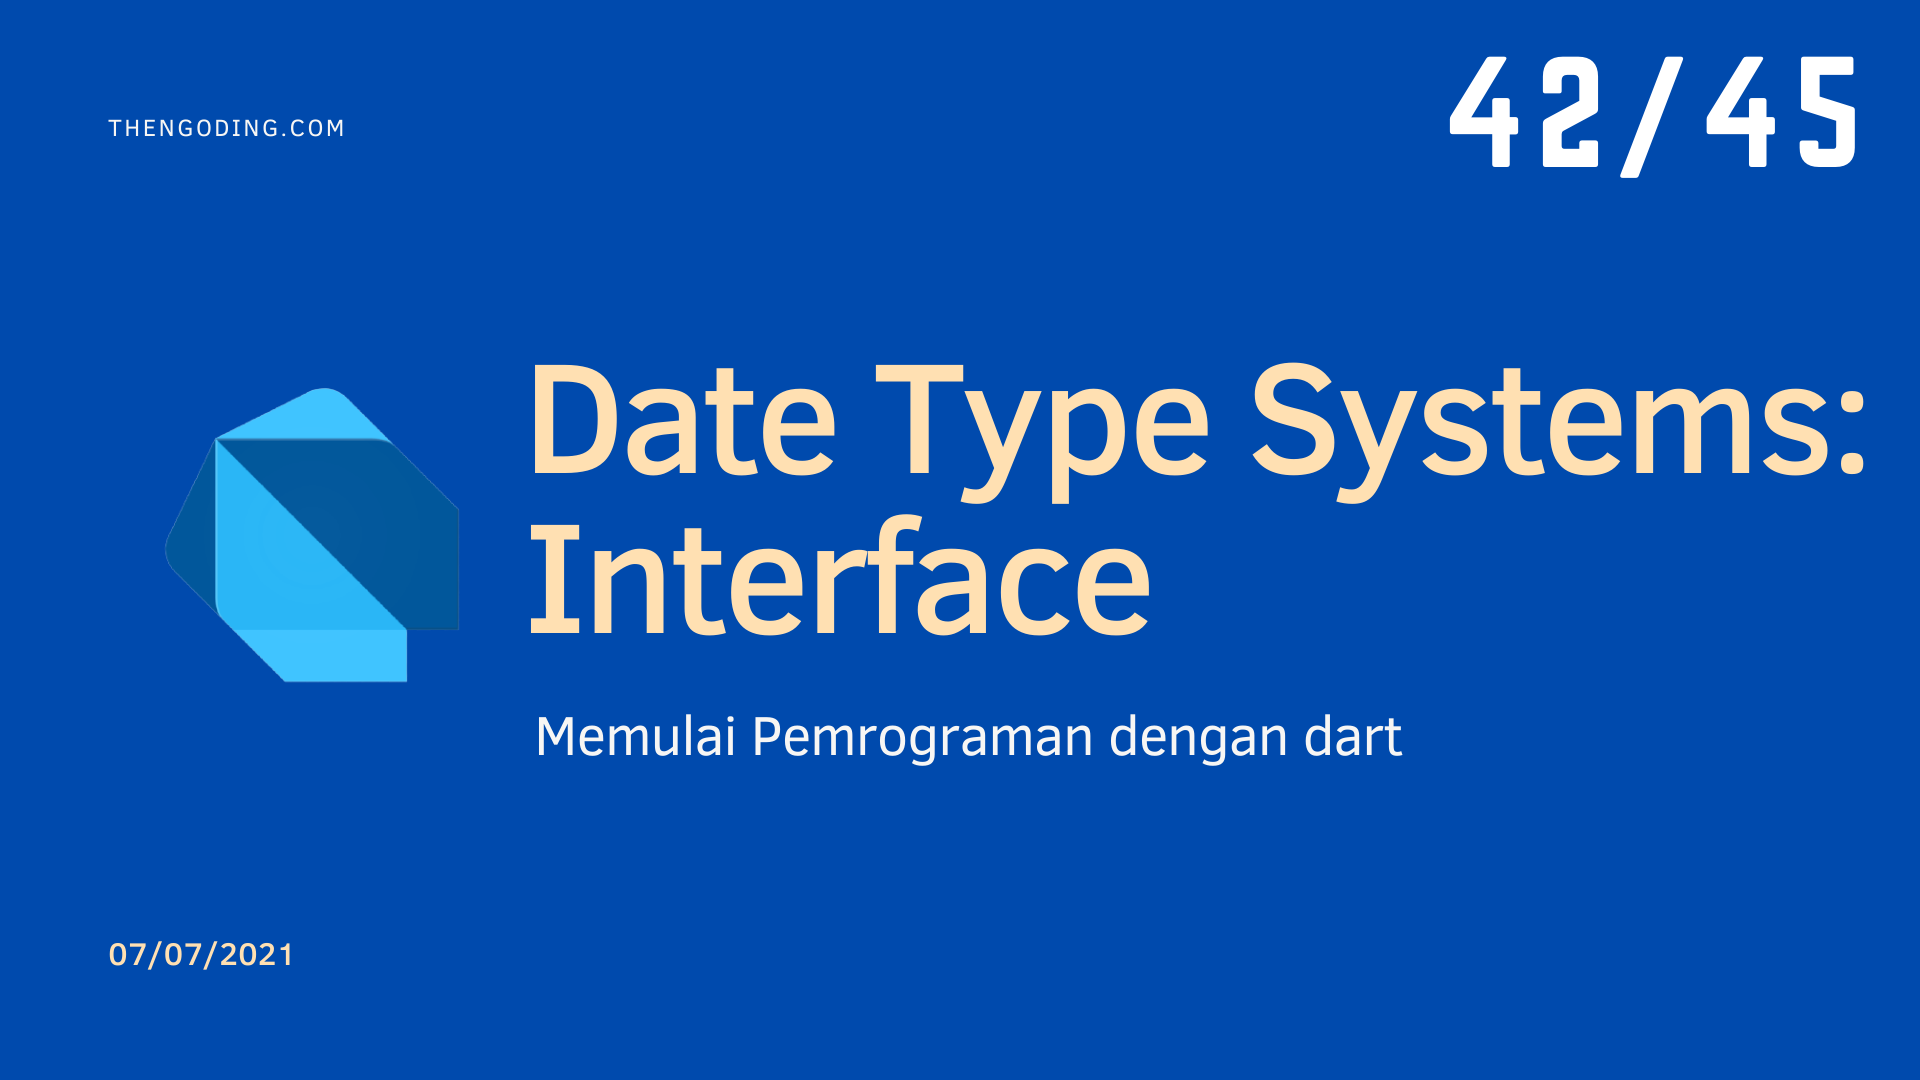 THENGODING.COM
42/45
Date Type Systems:
Interface
Memulai Pemrograman dengan dart
07/07/2021